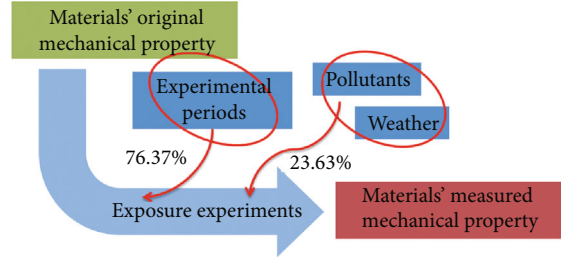 Materials' original
mechanical property
Experimental
periods
Pollutants
Weather
76.37%
23.63%
Exposure experiments
Materials' measured
mechanical property